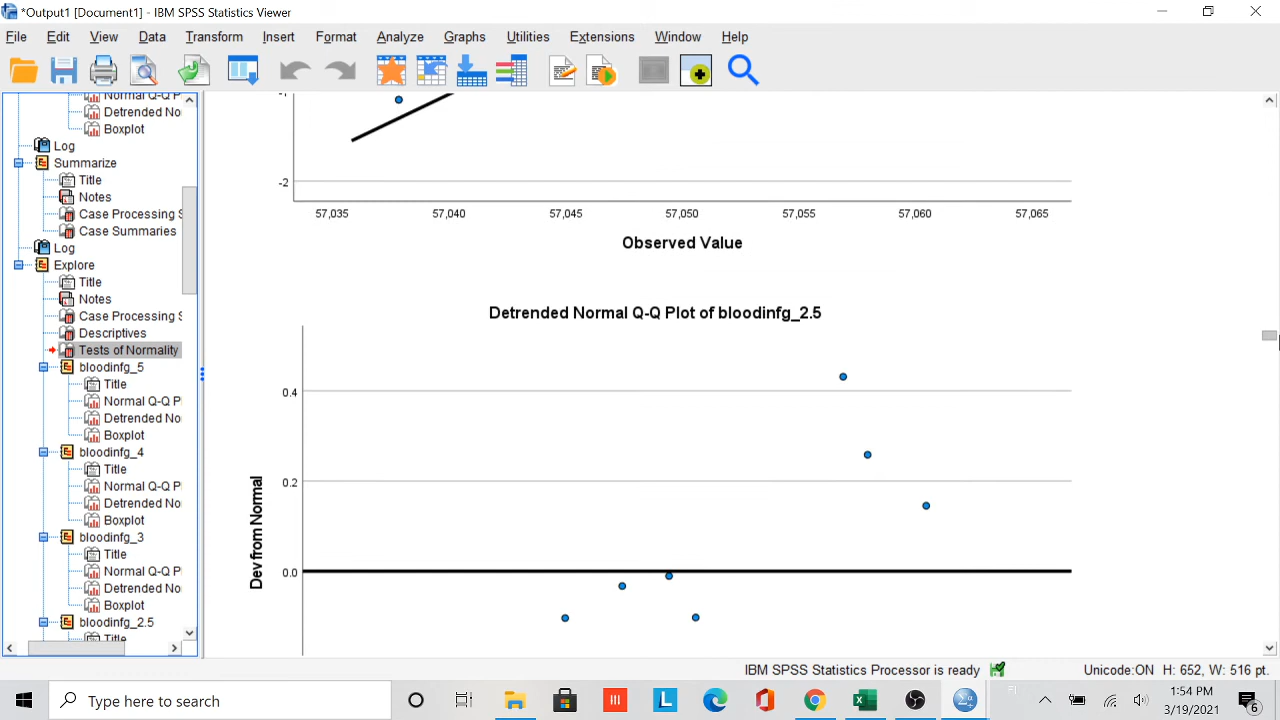 *Output1 [Document1] - IBM SPSS Statistics Viewer
File Edit View Data Transform Insert Format Analyze Graphs Utilities Extensions Window Help
Normal Q-Q P
Detrended No
Boxplot
Log
Summarize
Title
Notes
Case Processing S
Case Summaries
Log
Explore
Title
Notes
Case Processing S
Descriptives
Tests of Normality
bloodinfg_5
Title
Normal Q-Q P
Detrended No
Boxplot
bloodinfg_4
Title
Normal Q-Q P
Detrended No
Boxplot
bloodinfg_3
Title
Normal Q-Q P
Detrended No
Boxplot
bloodinfg_2.5
Title
-1
-2
57,035 57,040 57,045 57,050 57,055 57,060 57,065
Observed Value
Detrended Normal Q-Q Plot of bloodinfg_2.5
0.4
0.2
0.0
Dev from Normal
IBM SPSS Statistics Processor is ready Unicode:ON H: 652, W: 516 pt.
Type here to search
1:54 PM
3/19/2021
6